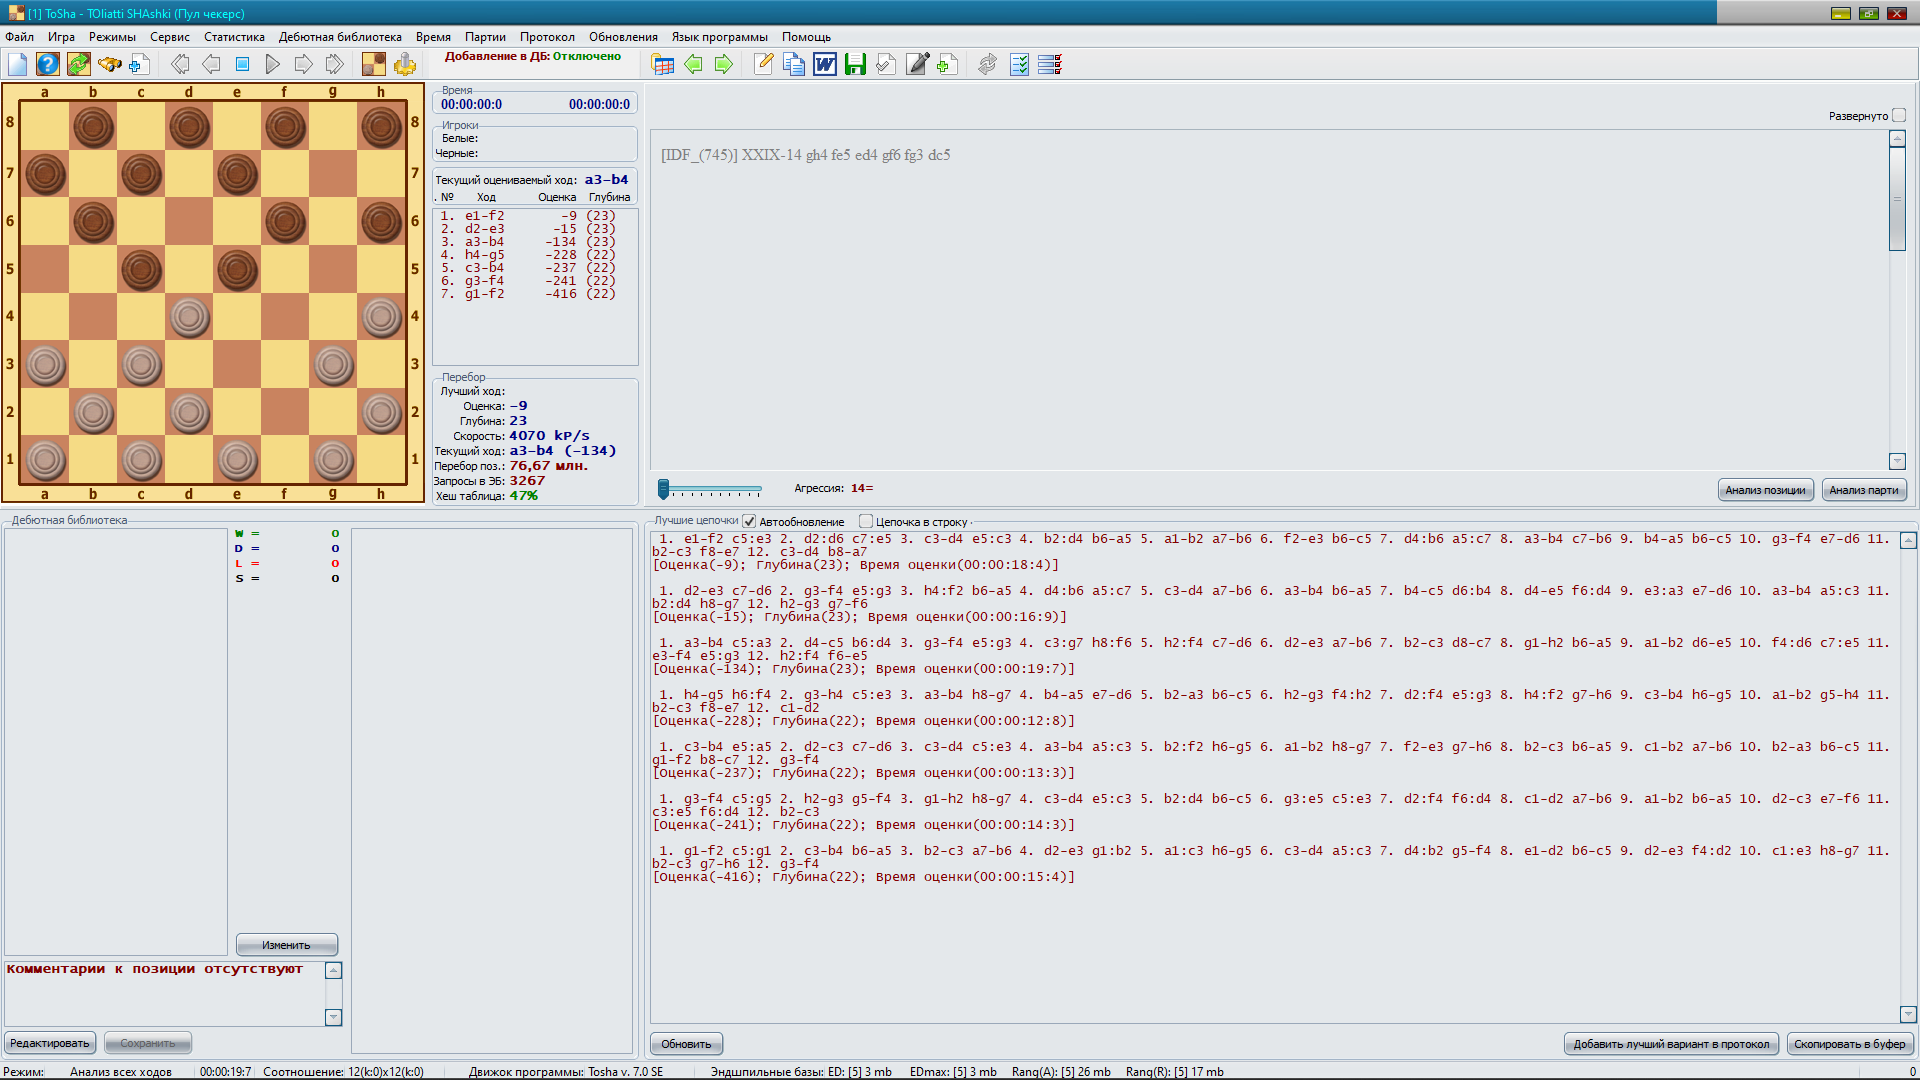 [1] ToSha - TOliatti SHAshki (Пул чекерс)
Файл Игра Режимы Сервис Статистика Дебютная библиотека Время Партии Протокол Обновления Язык программы Помощь
Добавление в ДБ: Отключено
a b c d e f g h
8 8
7 7
6 6
5 5
4 4
3 3
2 2
1 1
a b c d e f g h
Время
00:00:00:0 00:00:00:0
Игроки
Белые:
Черные:
Текущий оцениваемый ход: a3-b4
. № Ход Оценка Глубина
1. e1-f2 -9 (23)
2. d2-e3 -15 (23)
3. a3-b4 -134 (23)
4. h4-g5 -228 (22)
5. c3-b4 -237 (22)
6. g3-f4 -241 (22)
7. g1-f2 -416 (22)
Перебор
Лучший ход:
Оценка: -9
Глубина: 23
Скорость: 4070 kP/s
Текущий ход: a3-b4 (-134)
Перебор поз.: 76,67 млн.
Запросы в ЭБ: 3267
Хеш таблица: 47%
Развернуто
[IDF_(745)] XXIX-14 gh4 fe5 ed4 gf6 fg3 dc5
Агрессия: 14=
Анализ позиции Анализ парти
Дебютная библиотека
W = 0
D = 0
L = 0
S = 0
Изменить
Комментарии к позиции отсутствуют
Редактировать Сохранить
Лучшие цепочки Автообновление Цепочка в строку
1. e1-f2 c5:e3 2. d2:d6 c7:e5 3. c3-d4 e5:c3 4. b2:d4 b6-a5 5. a1-b2 a7-b6 6. f2-e3 b6-c5 7. d4:b6 a5:c7 8. a3-b4 c7-b6 9. b4-a5 b6-c5 10. g3-f4 e7-d6 11.
b2-c3 f8-e7 12. c3-d4 b8-a7
[Оценка(-9); Глубина(23); Время оценки(00:00:18:4)]
1. d2-e3 c7-d6 2. g3-f4 e5:g3 3. h4:f2 b6-a5 4. d4:b6 a5:c7 5. c3-d4 a7-b6 6. a3-b4 b6-a5 7. b4-c5 d6:b4 8. d4-e5 f6:d4 9. e3:a3 e7-d6 10. a3-b4 a5:c3 11.
b2:d4 h8-g7 12. h2-g3 g7-f6
[Оценка(-15); Глубина(23); Время оценки(00:00:16:9)]
1. a3-b4 c5:a3 2. d4-c5 b6:d4 3. g3-f4 e5:g3 4. c3:g7 h8:f6 5. h2:f4 c7-d6 6. d2-e3 a7-b6 7. b2-c3 d8-c7 8. g1-h2 b6-a5 9. a1-b2 d6-e5 10. f4:d6 c7:e5 11.
e3-f4 e5:g3 12. h2:f4 f6-e5
[Оценка(-134); Глубина(23); Время оценки(00:00:19:7)]
1. h4-g5 h6:f4 2. g3-h4 c5:e3 3. a3-b4 h8-g7 4. b4-a5 e7-d6 5. b2-a3 b6-c5 6. h2-g3 f4:h2 7. d2:f4 e5:g3 8. h4:f2 g7-h6 9. c3-b4 h6-g5 10. a1-b2 g5-h4 11.
b2-c3 f8-e7 12. c1-d2
[Оценка(-228); Глубина(22); Время оценки(00:00:12:8)]
1. c3-b4 e5:a5 2. d2-c3 c7-d6 3. c3-d4 c5:e3 4. a3-b4 a5:c3 5. b2:f2 h6-g5 6. a1-b2 h8-g7 7. f2-e3 g7-h6 8. b2-c3 b6-a5 9. c1-b2 a7-b6 10. b2-a3 b6-c5 11.
g1-f2 b8-c7 12. g3-f4
[Оценка(-237); Глубина(22); Время оценки(00:00:13:3)]
1. g3-f4 c5:g5 2. h2-g3 g5-f4 3. g1-h2 h8-g7 4. c3-d4 e5:c3 5. b2:d4 b6-c5 6. g3:e5 c5:e3 7. d2:f4 f6:d4 8. c1-d2 a7-b6 9. a1-b2 b6-a5 10. d2-c3 e7-f6 11.
c3:e5 f6:d4 12. b2-c3
[Оценка(-241); Глубина(22); Время оценки(00:00:14:3)]
1. g1-f2 c5:g1 2. c3-b4 b6-a5 3. b2-c3 a7-b6 4. d2-e3 g1:b2 5. a1:c3 h6-g5 6. c3-d4 a5:c3 7. d4:b2 g5-f4 8. e1-d2 b6-c5 9. d2-e3 f4:d2 10. c1:e3 h8-g7 11.
b2-c3 g7-h6 12. g3-f4
[Оценка(-416); Глубина(22); Время оценки(00:00:15:4)]
Обновить Добавить лучший вариант в протокол Скопировать в буфер
Режим: Анализ всех ходов 00:00:19:7 Соотношение: 12(k:0)x12(k:0) Движок программы: Tosha v. 7.0 SE Эндшпильные базы: ED: [5] 3 mb EDmax: [5] 3 mb Rang(A): [5] 26 mb Rang(R): [5] 17 mb 0